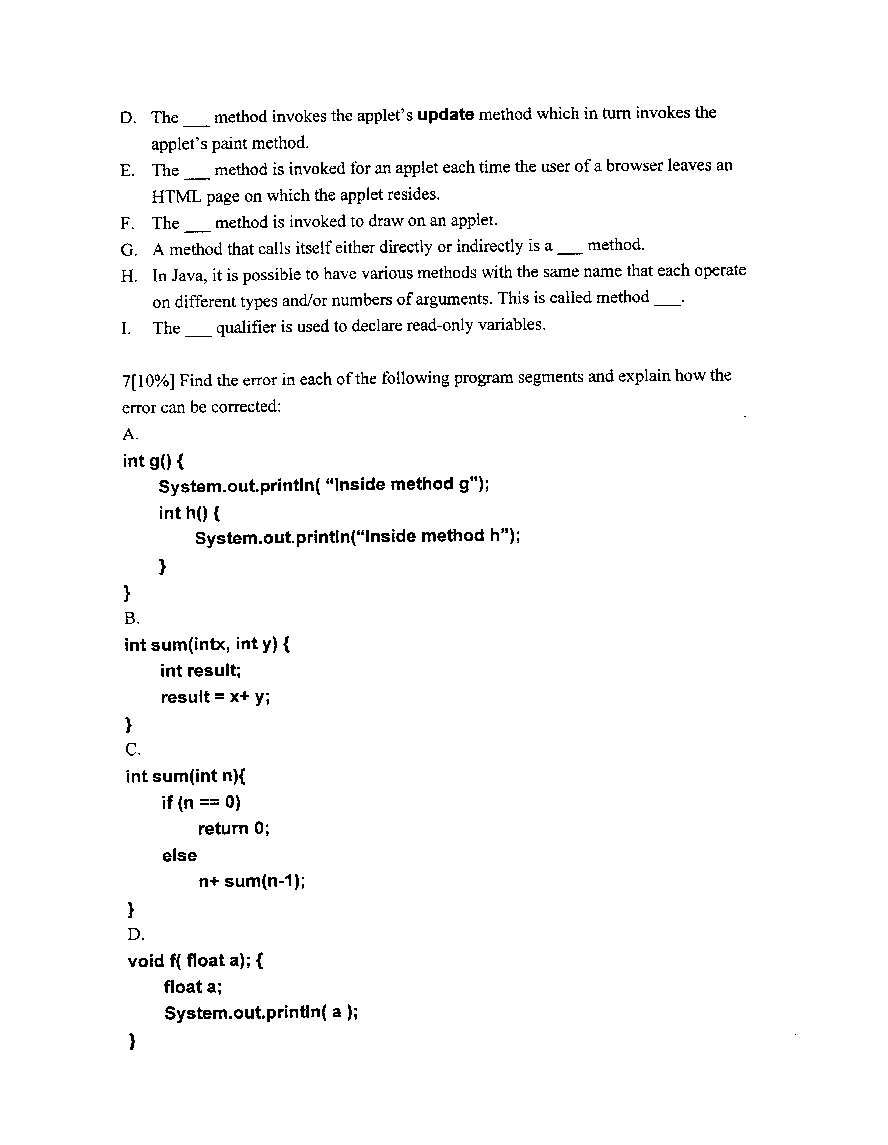 D. The ___ method invokes the applet's update method which in turn invokes the
applet's paint method.
E. The ___ method is invoked for an applet each time the user of a browser leaves an
HTML page on which the applet resides.
F. The ___ method is invoked to draw on an applet.
G. A method that calls itself either directly or indirectly is a ___ method.
H. In Java, it is possible to have various methods with the same name that each operate
on different types and/or numbers of arguments. This is called method ___.
I. The ___ qualifier is used to declare read-only variables.
7[10%] Find the error in each of the following program segments and explain how the
error can be corrected:
A.
int g() {
System.out.println( “Inside method g”);
int h() {
System.out.println(“Inside method h”);
}
}
B.
int sum(intx, int y) {
int result;
result = x+ y;
}
C.
int sum(int n){
if (n == 0)
return 0;
else
n+ sum(n-1);
}
D.
void f( float a); {
float a;
System.out.println( a );
}